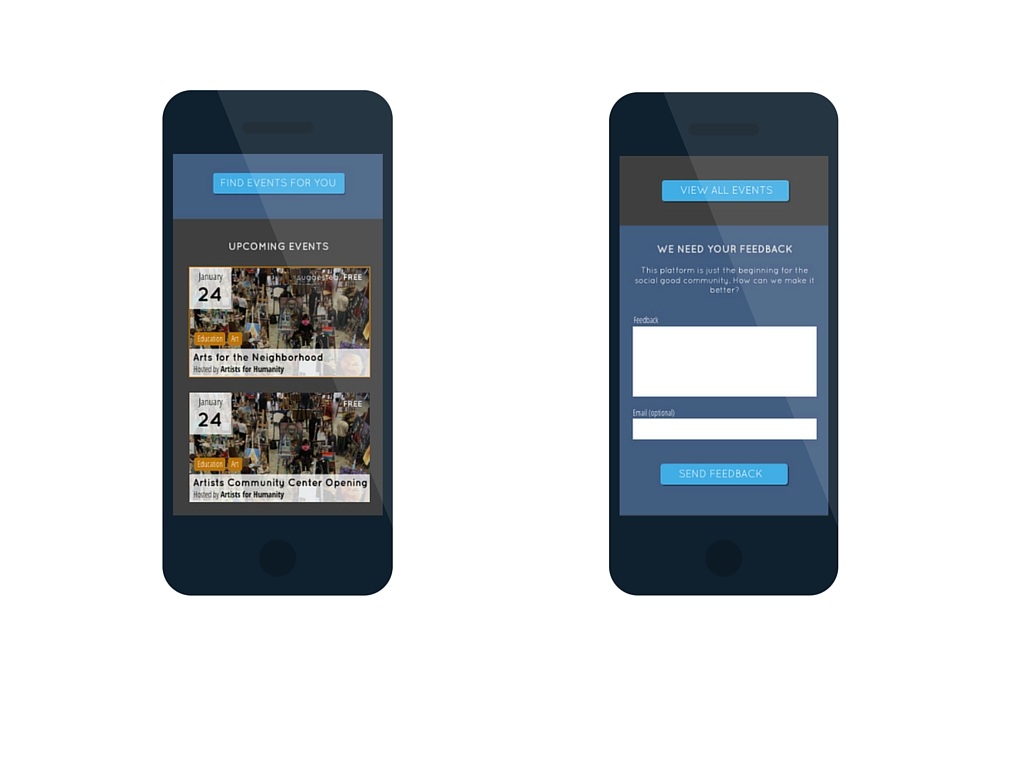 FIND EVENTS FOR YOU
UPCOMING EVENTS
January
24
suggested FREE
Education Art
Arts for the Neighborhood
Hosted by Artists for Humanity
January
24
FREE
Education Art
Artists Community Center Opening
Hosted by Artists for Humanity
VIEW ALL EVENTS
WE NEED YOUR FEEDBACK
This platform is just the beginning for the
social good community. How can we make it
better?
Feedback
Email (optional)
SEND FEEDBACK